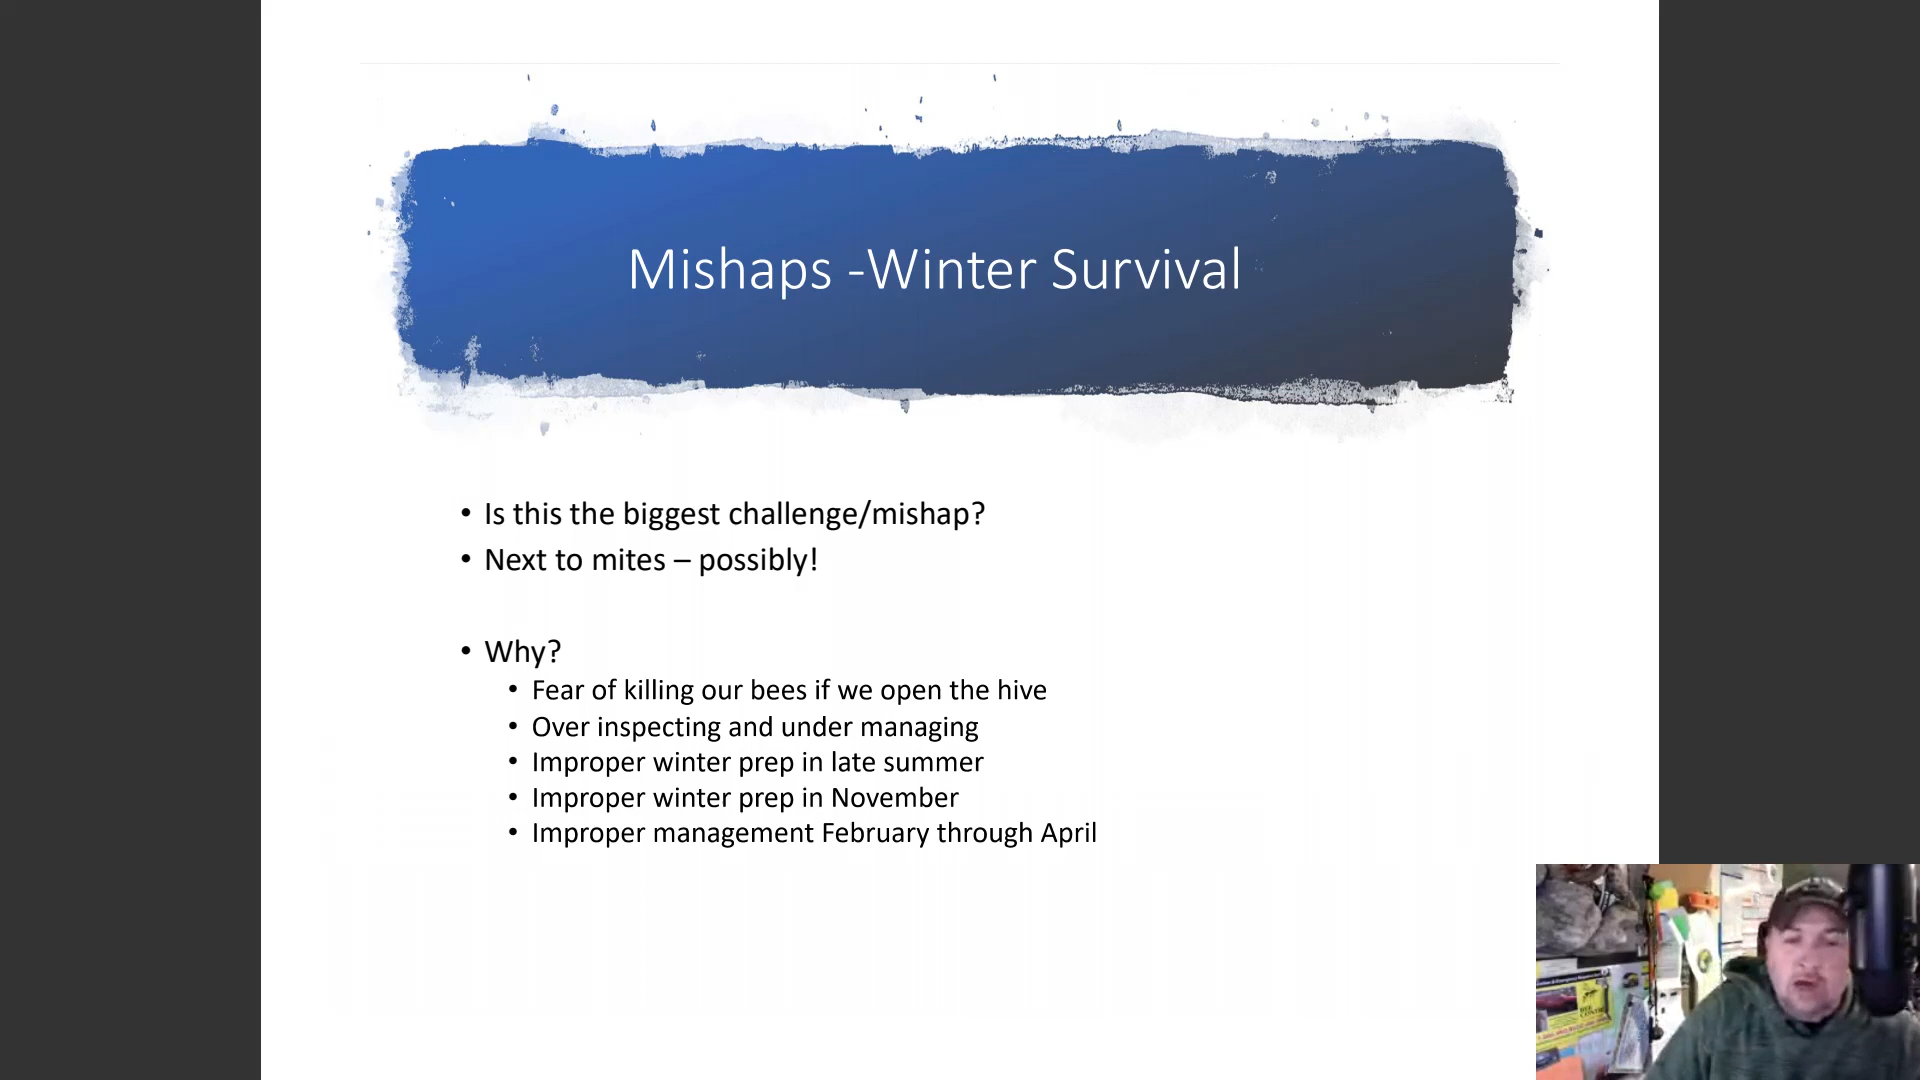 Mishaps -Winter Survival
• Is this the biggest challenge/mishap?
• Next to mites – possibly!
• Why?
• Fear of killing our bees if we open the hive
• Over inspecting and under managing
• Improper winter prep in late summer
• Improper winter prep in November
• Improper management February through April